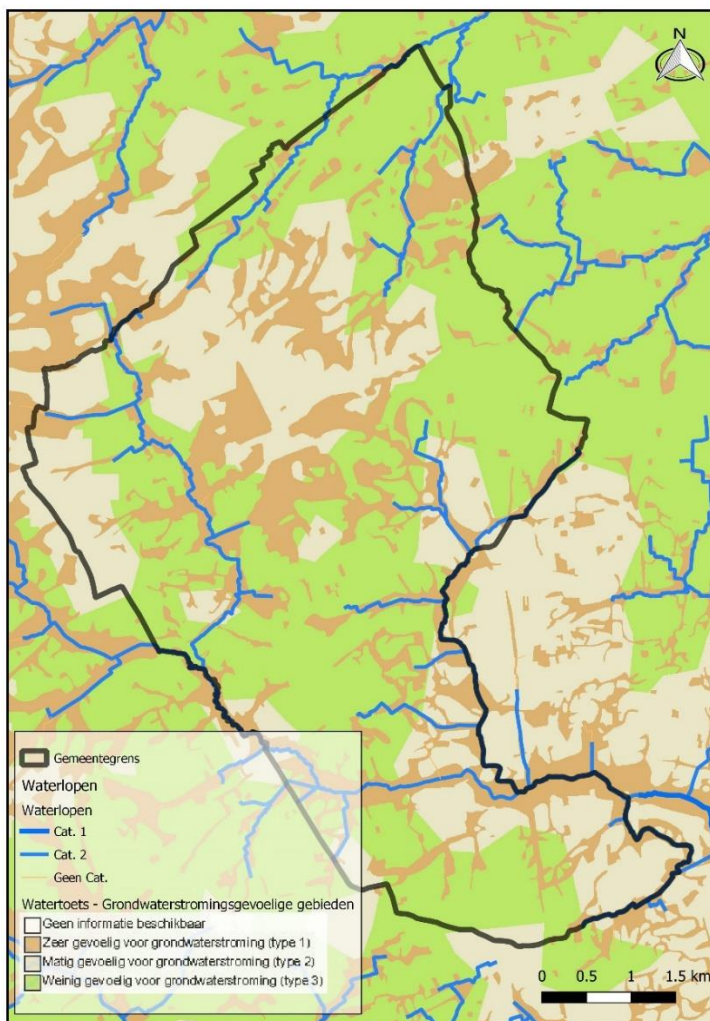 N
Gemeentegrens
Waterlopen
Waterlopen
Cat. 1
Cat. 2
Geen Cat.
Watertoets - Grondwaterstromingsgevoelige gebieden
Geen informatie beschikbaar
Zeer gevoelig voor grondwaterstroming (type 1)
Matig gevoelig voor grondwaterstroming (type 2)
Weinig gevoelig voor grondwaterstroming (type 3)
0 0.5 1 1.5 km